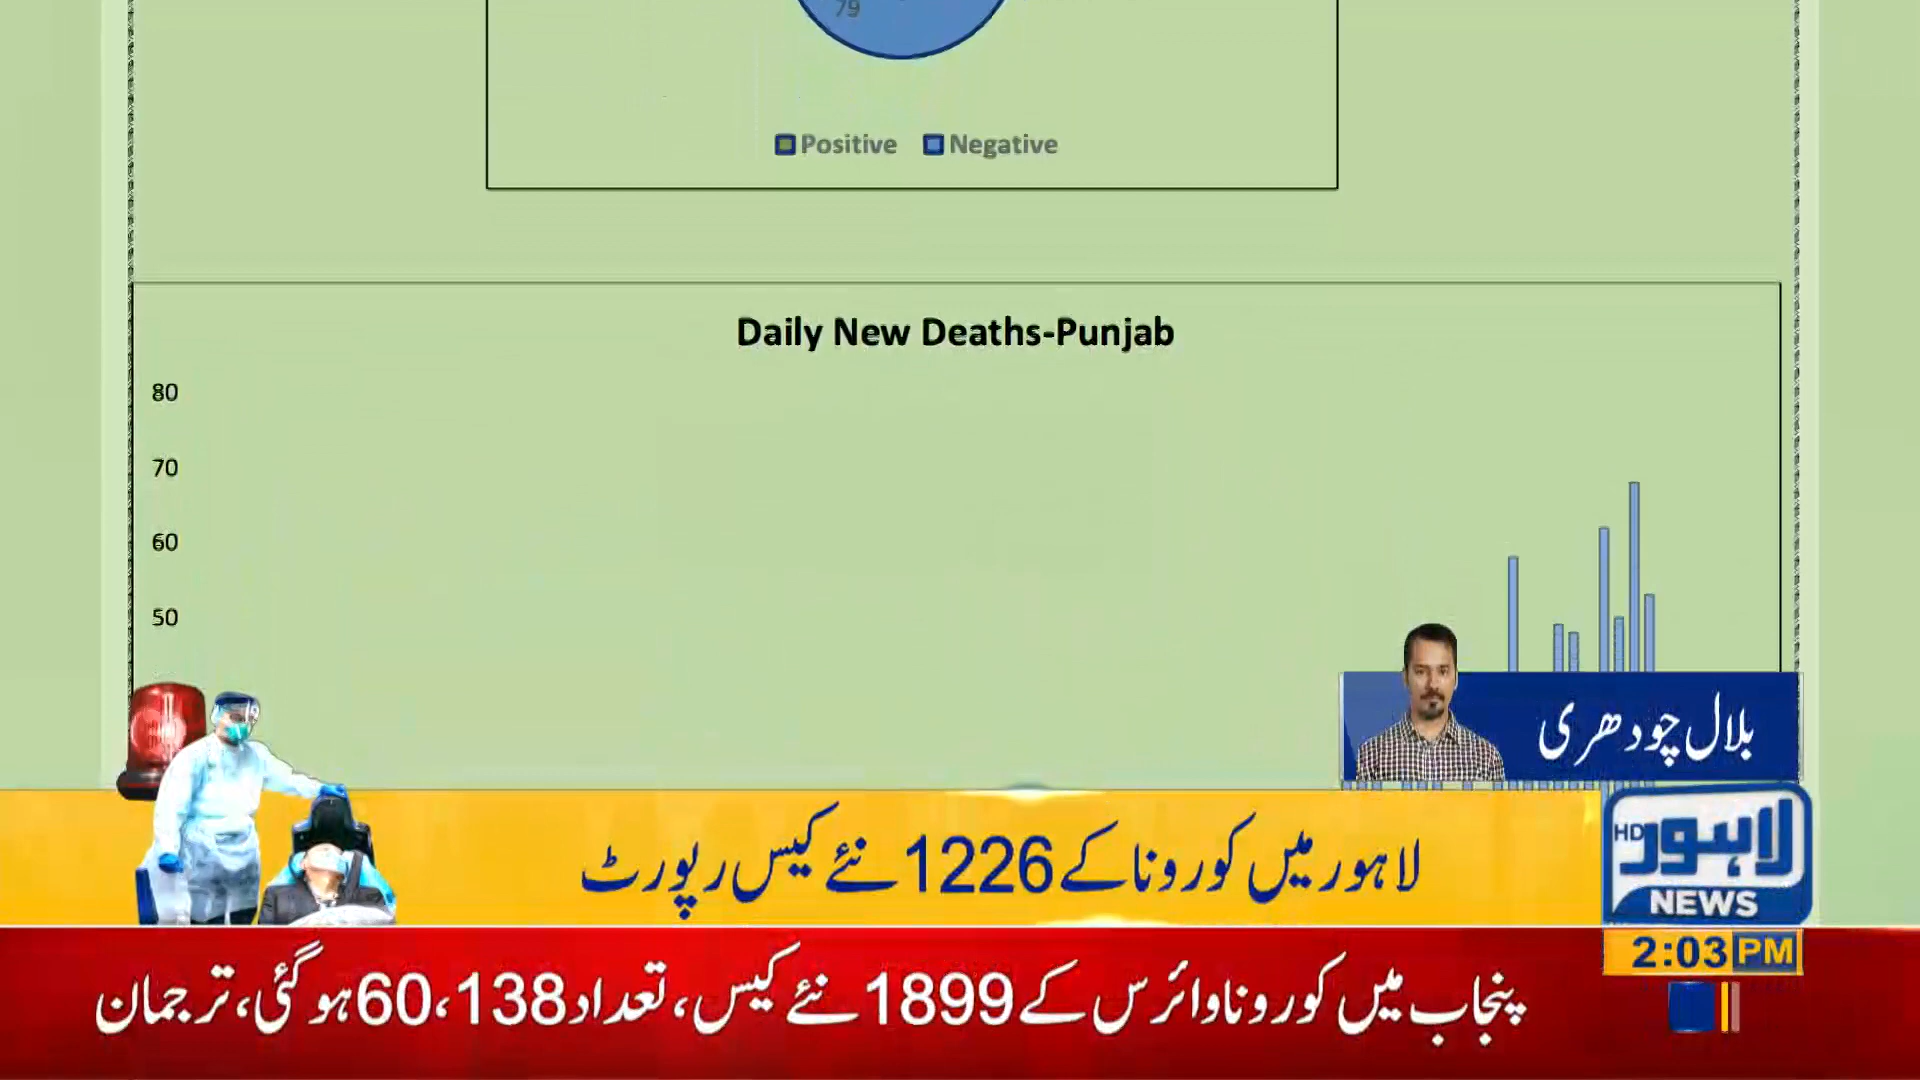 79
Positive Negative
Daily New Deaths-Punjab
80
70
60
50
بلال چودھری
لاہور میں کورونا کے 1226 نئے کیس رپورٹ
لاہور HD
NEWS
2:03 PM
پنجاب میں کورونا وائرس کے 1899 نئے کیس، تعداد 60،138 ہو گئی، ترجمان